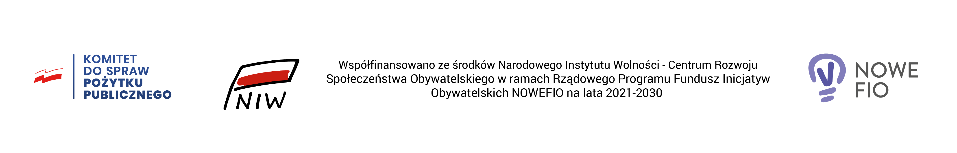 KOMITET
DO SPRAW
POŻYTKU
PUBLICZNEGO
NIW
Współfinansowano ze środków Narodowego Instytutu Wolności - Centrum Rozwoju
Społeczeństwa Obywatelskiego w ramach Rządowego Programu Fundusz Inicjatyw
Obywatelskich NOWEFIO na lata 2021-2030
NOWE
FIO